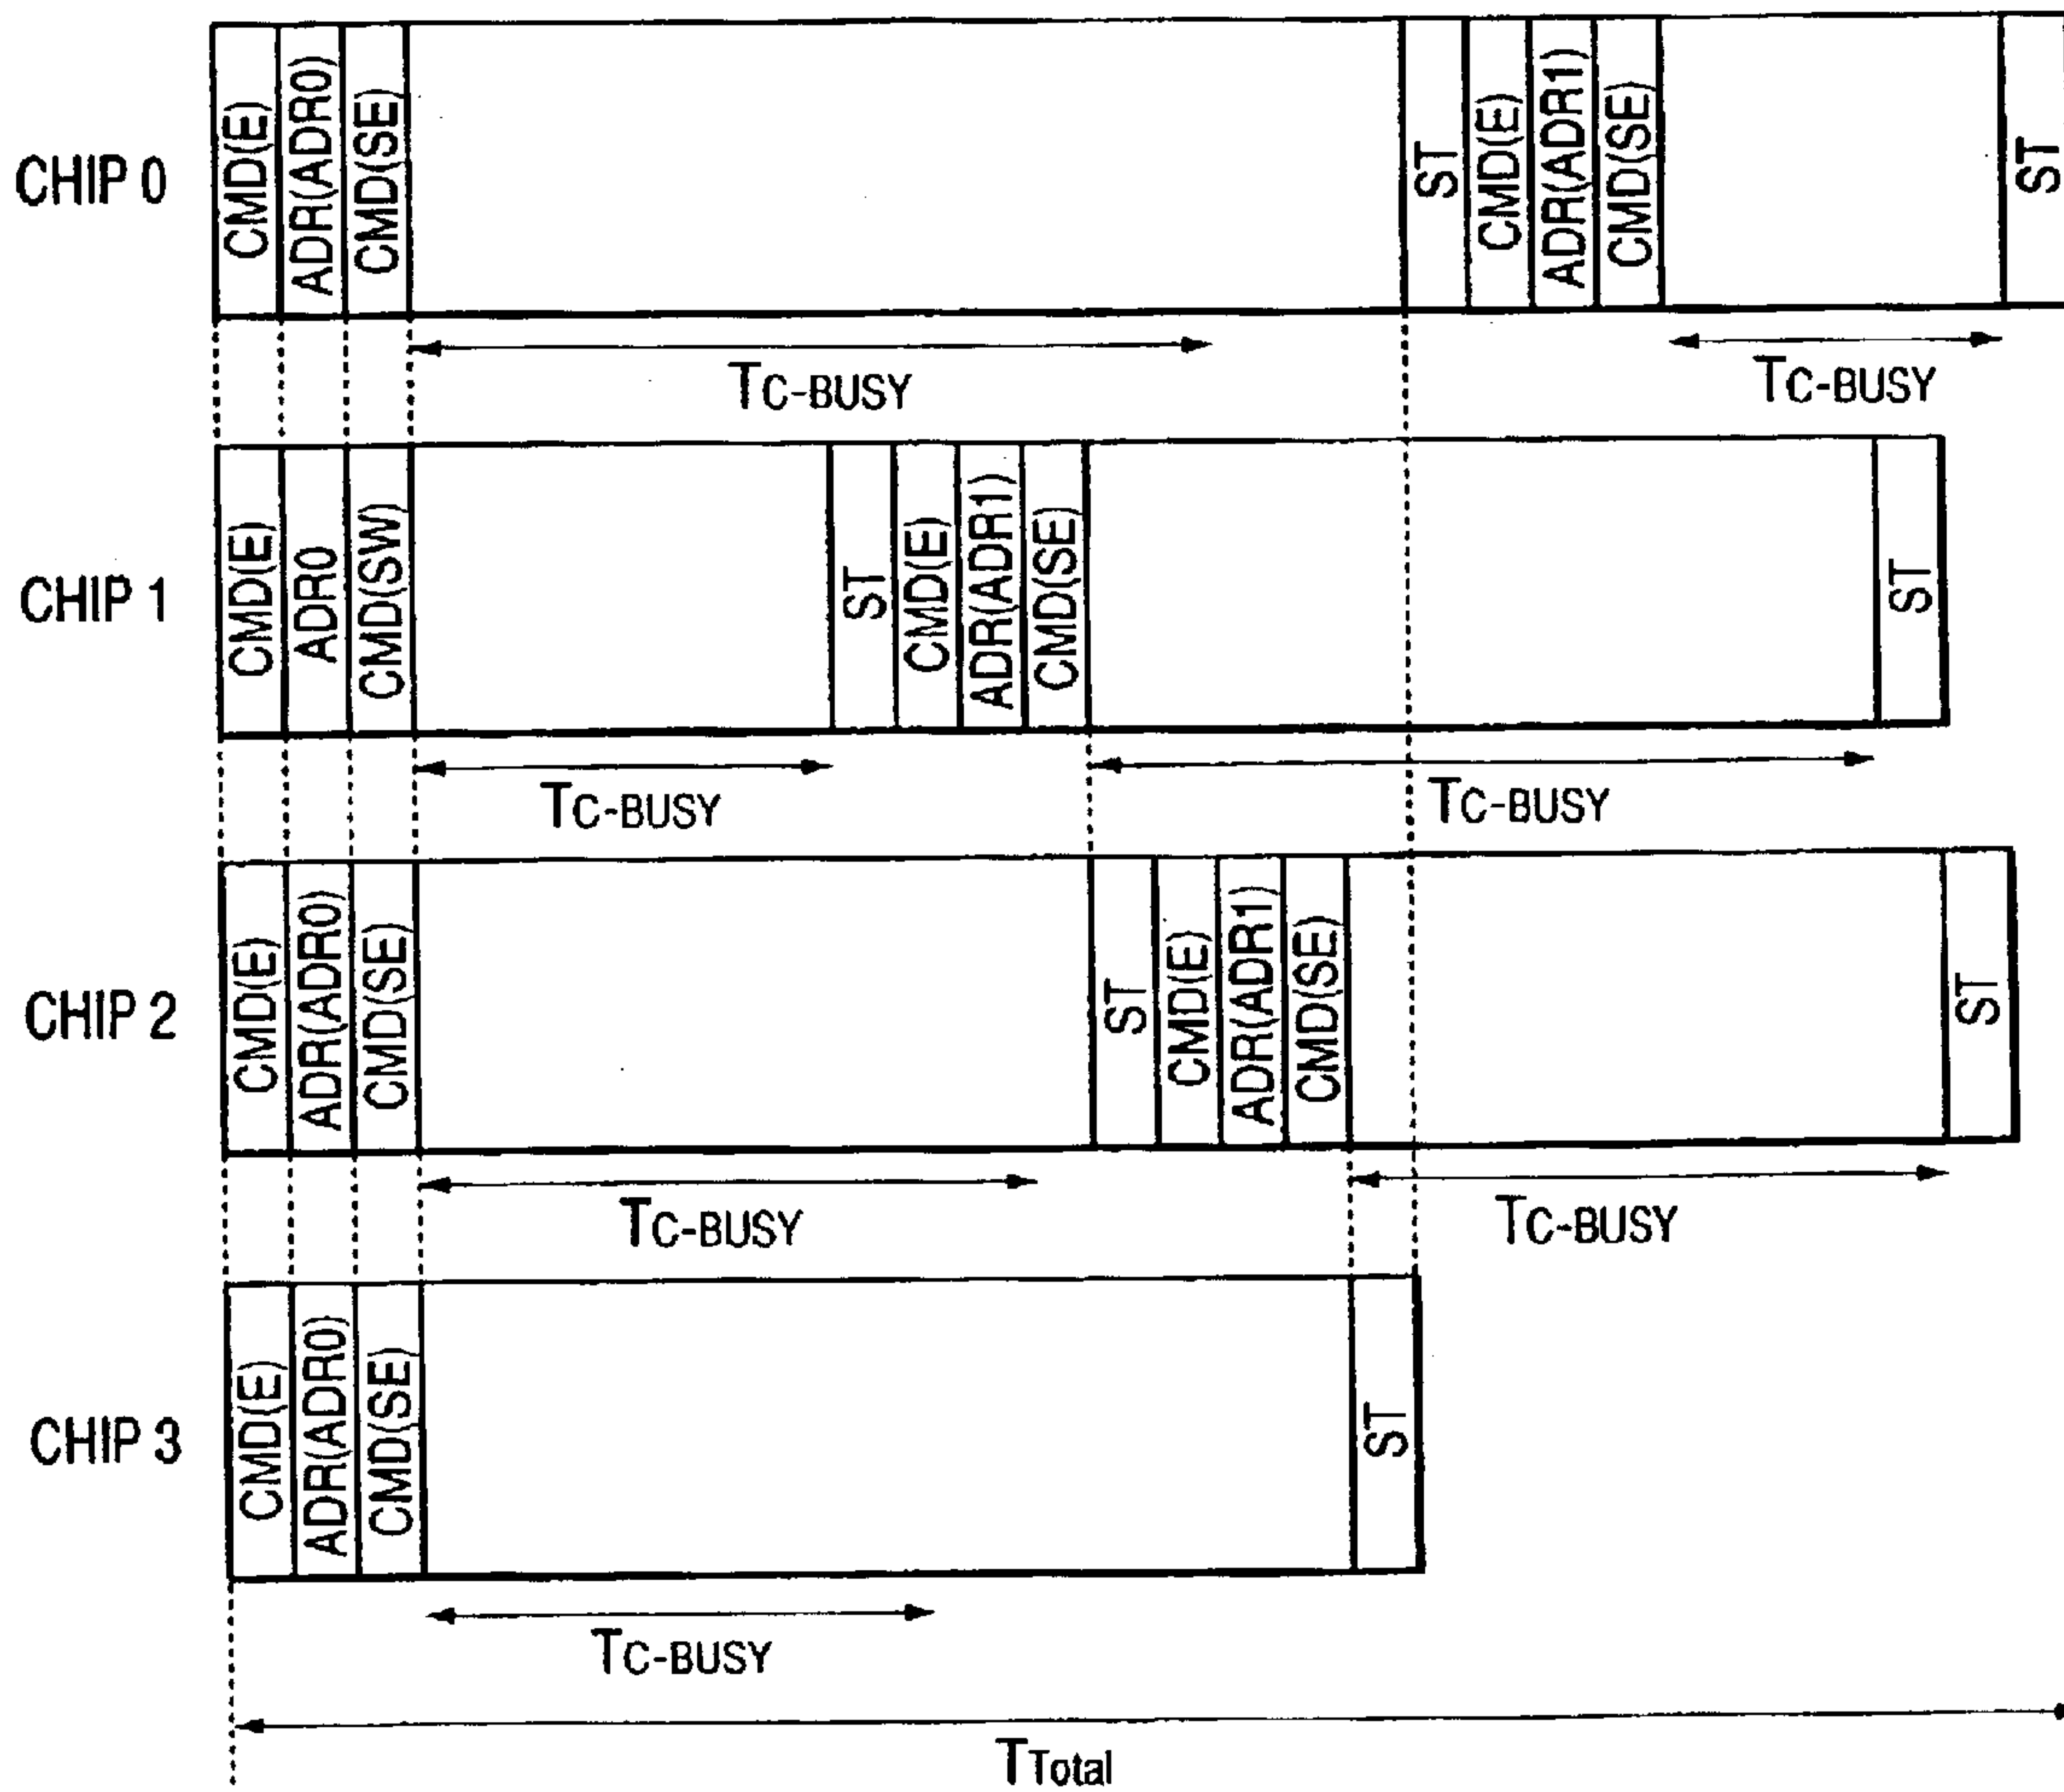 CHIP 0
CMD(E)
ADR(ADR0)
CMD(SE)
ST
CMD(E)
ADR(ADR1)
CMD(SE)
ST
TC-BUSY
TC-BUSY
CHIP 1
CMD(E)
ADR0
CMD(SW)
ST
CMD(E)
ADR(ADR1)
CMD(SE)
ST
TC-BUSY
TC-BUSY
CHIP 2
CMD(E)
ADR(ADR0)
CMD(SE)
ST
CMD(E)
ADR(ADR1)
CMD(SE)
ST
TC-BUSY
TC-BUSY
CHIP 3
CMD(E)
ADR(ADR0)
CMD(SE)
ST
TC-BUSY
TTotal